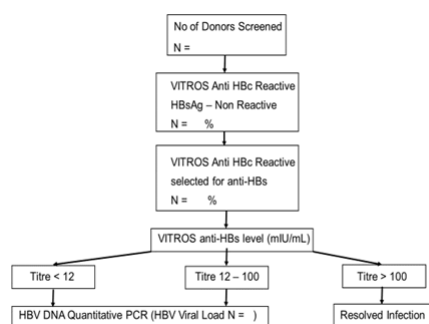 No of Donors Screened
N =
VITROS Anti HBc Reactive
HBsAg – Non Reactive
N = %
VITROS Anti HBc Reactive
selected for anti-HBs
N = %
VITROS anti-HBs level (mIU/mL)
Titre < 12
Titre 12 – 100
Titre > 100
HBV DNA Quantitative PCR (HBV Viral Load N = )
Resolved Infection